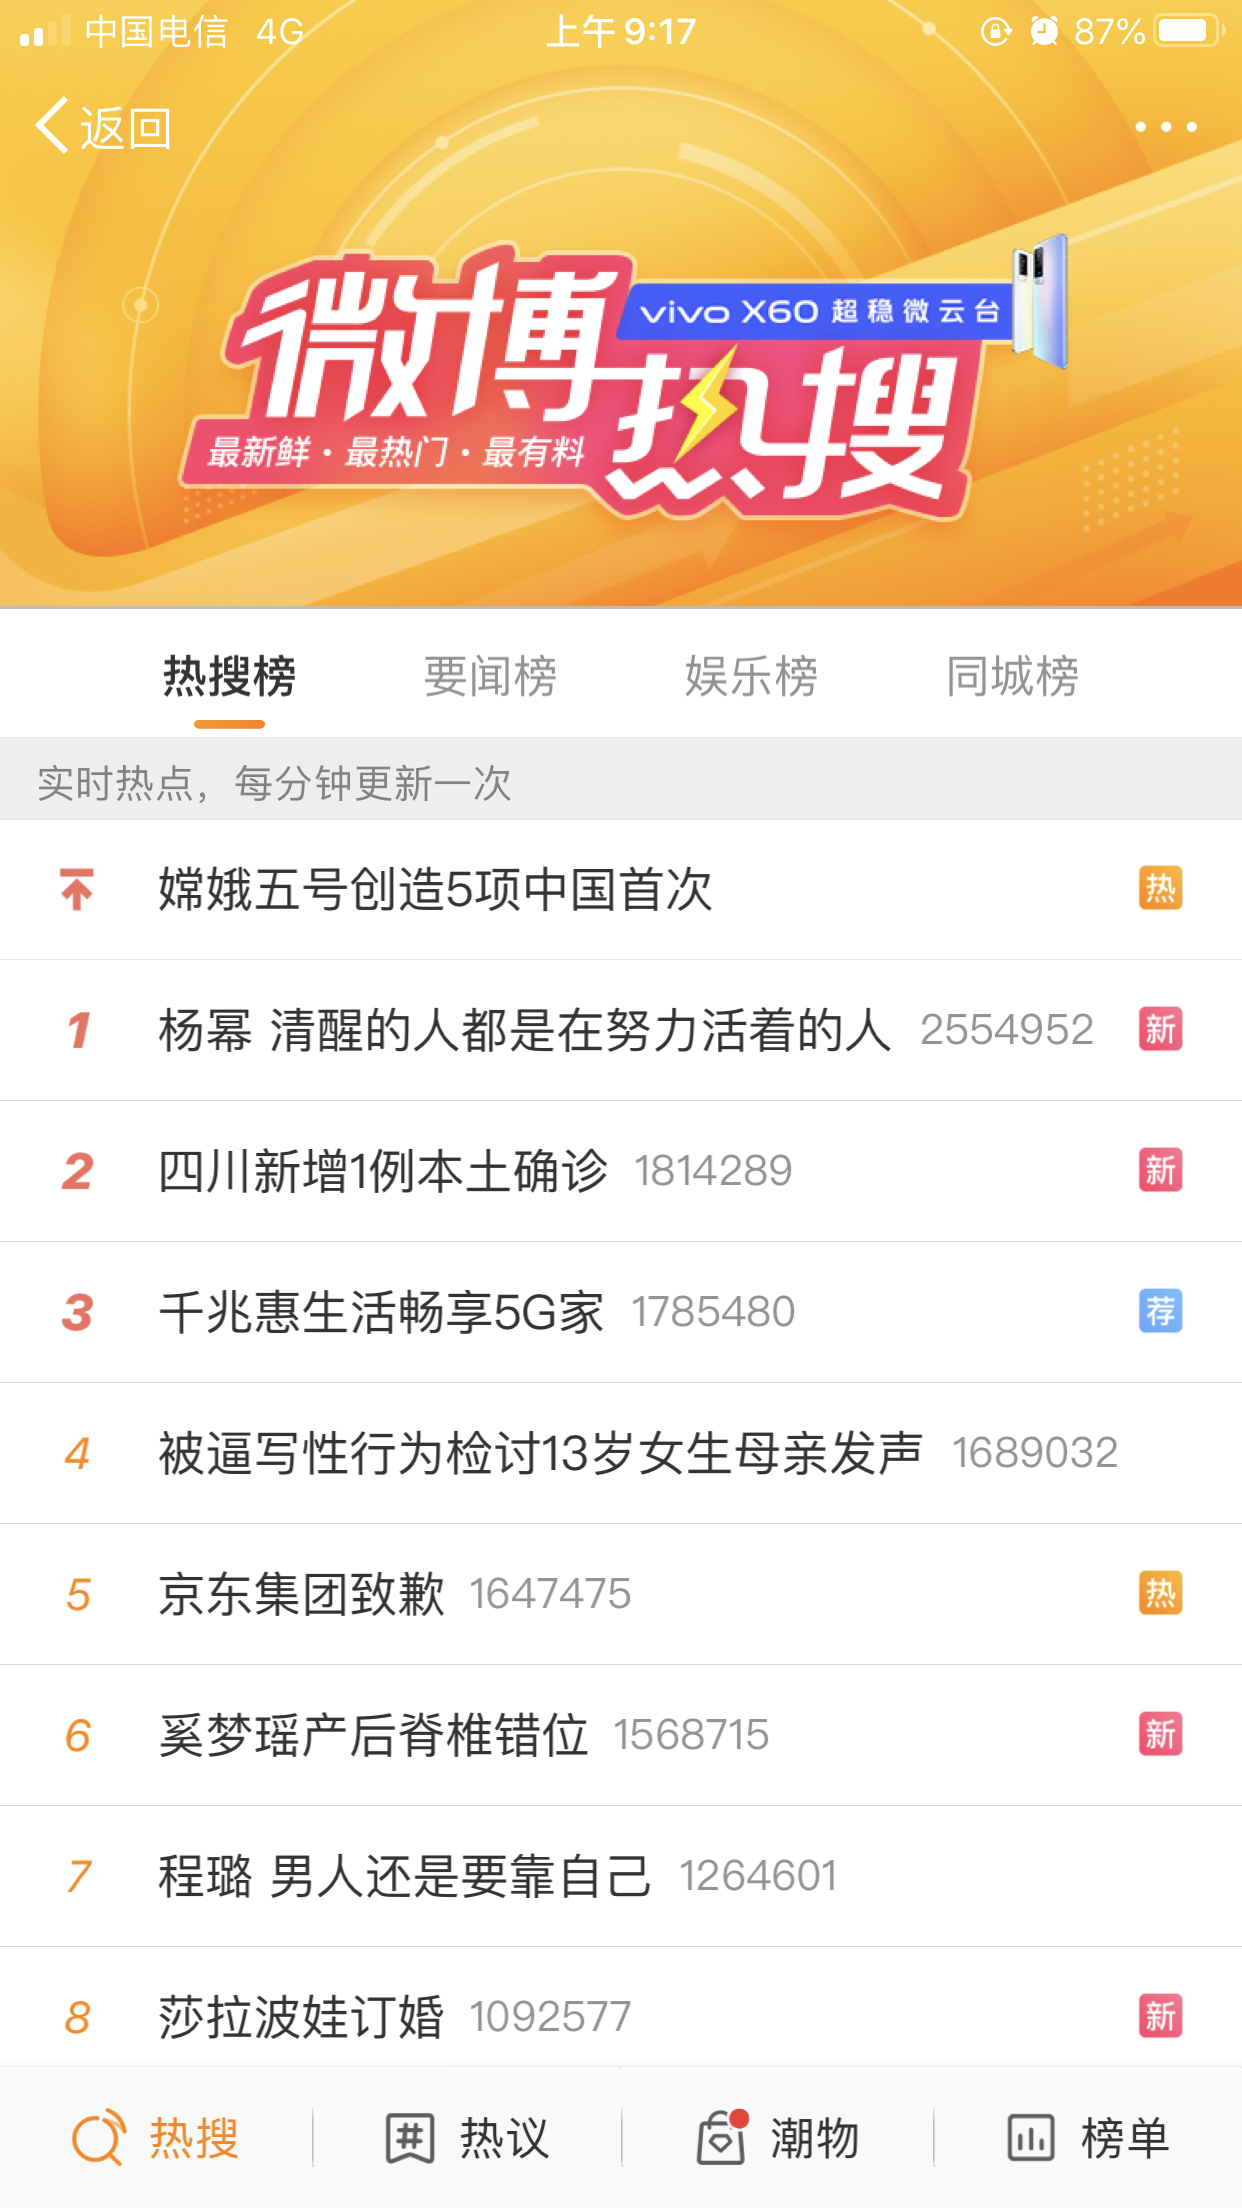 中国电信 4G 上午 9:17 87%
返回
微博
vivo X60 超稳微云台
热搜
最新鲜·最热门·最有料
热搜榜 要闻榜 娱乐榜 同城榜
实时热点，每分钟更新一次
嫦娥五号创造5项中国首次 热
1 杨幂 清醒的人都是在努力活着的人 2554952 新
2 四川新增1例本土确诊 1814289 新
3 千兆惠生活畅享5G家 1785480 荐
4 被逼写性行为检讨13岁女生母亲发声 1689032
5 京东集团致歉 1647475 热
6 奚梦瑶产后脊椎错位 1568715 新
7 程璐 男人还是要靠自己 1264601
8 莎拉波娃订婚 1092577 新
热搜 热议 潮物 榜单